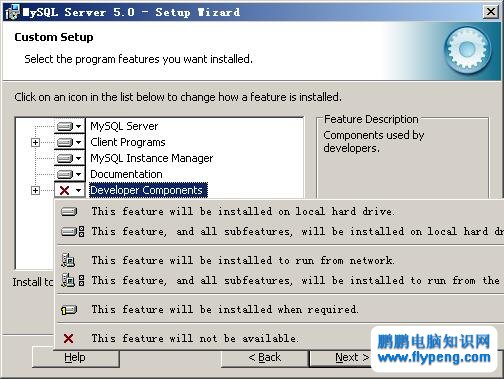 MySQL Server 5.0 - Setup Wizard
Custom Setup
Select the program features you want installed.
Click on an icon in the list below to change how a feature is installed.
MySQL Server
Client Programs
MySQL Instance Manager
Documentation
Developer Components
Feature Description
Components used by
developers.
This feature will be installed on local hard drive.
This feature, and all subfeatures, will be installed on local hard dr
This feature will be installed to run from network.
This feature, and all subfeatures, will be installed to run from the
This feature will be installed when required.
This feature will not be available.
Install to
Help
< Back
Next >
鹏鹏电脑知识网
www.flypeng.com